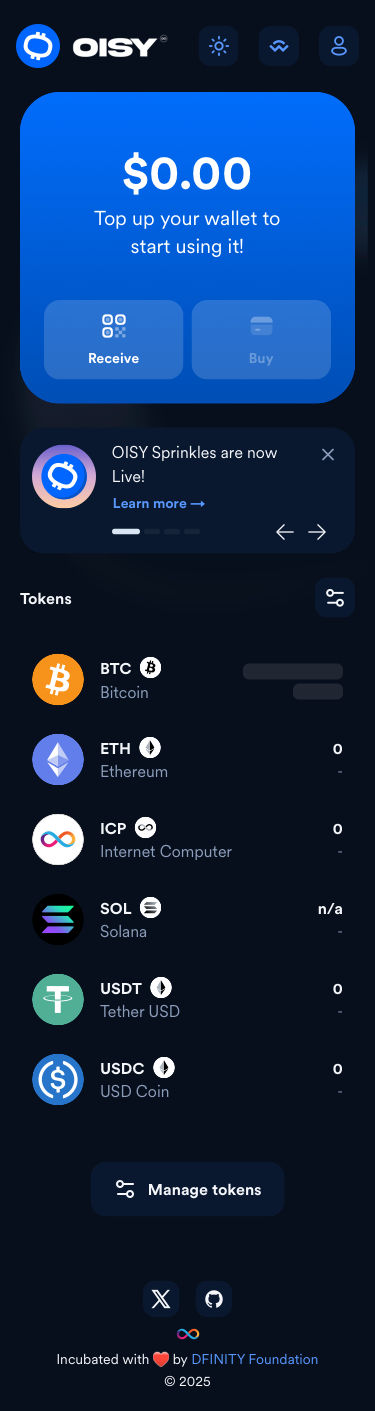 OISY
$0.00
Top up your wallet to
start using it!
Receive
Buy
OISY Sprinkles are now
Live!
Learn more →
Tokens
BTC
Bitcoin
ETH
0
Ethereum
-
ICP
0
Internet Computer
-
SOL
n/a
Solana
-
USDT
0
Tether USD
-
USDC
0
USD Coin
-
Manage tokens
Incubated with ❤️ by DFINITY Foundation
© 2025